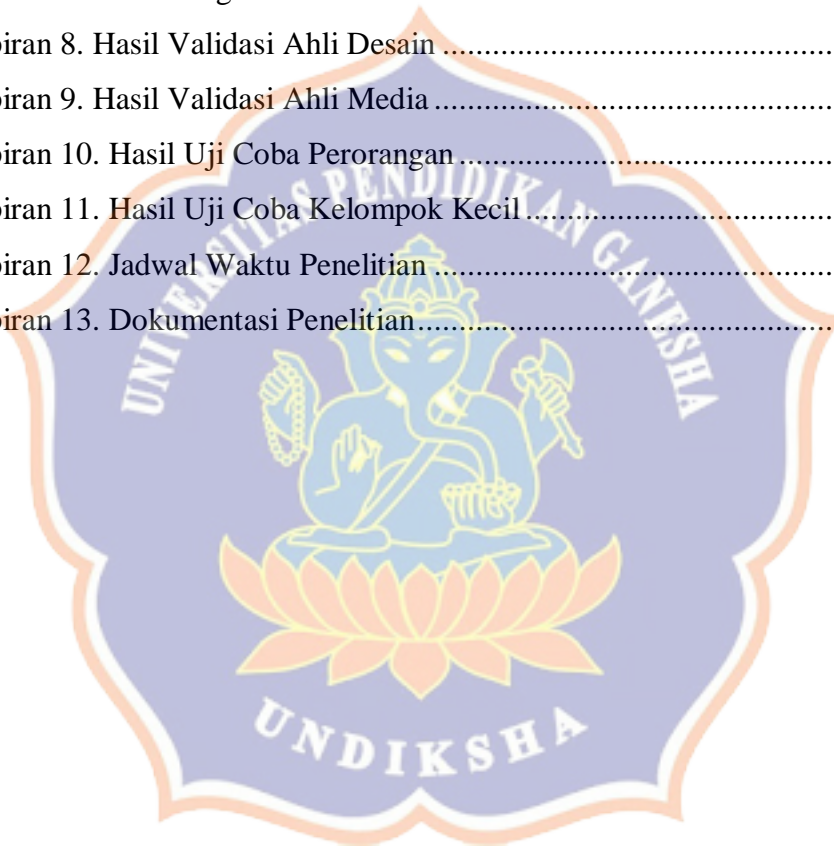 piran 8. Hasil Validasi Ahli Desain ....................................................
piran 9. Hasil Validasi Ahli Media ....................................................
piran 10. Hasil Uji Coba Perorangan ....................................................
piran 11. Hasil Uji Coba Kelompok Kecil ....................................................
piran 12. Jadwal Waktu Penelitian ....................................................
piran 13. Dokumentasi Penelitian ....................................................
UNIVERSITAS PENDIDIKAN GANESHA
UNDIKSHA